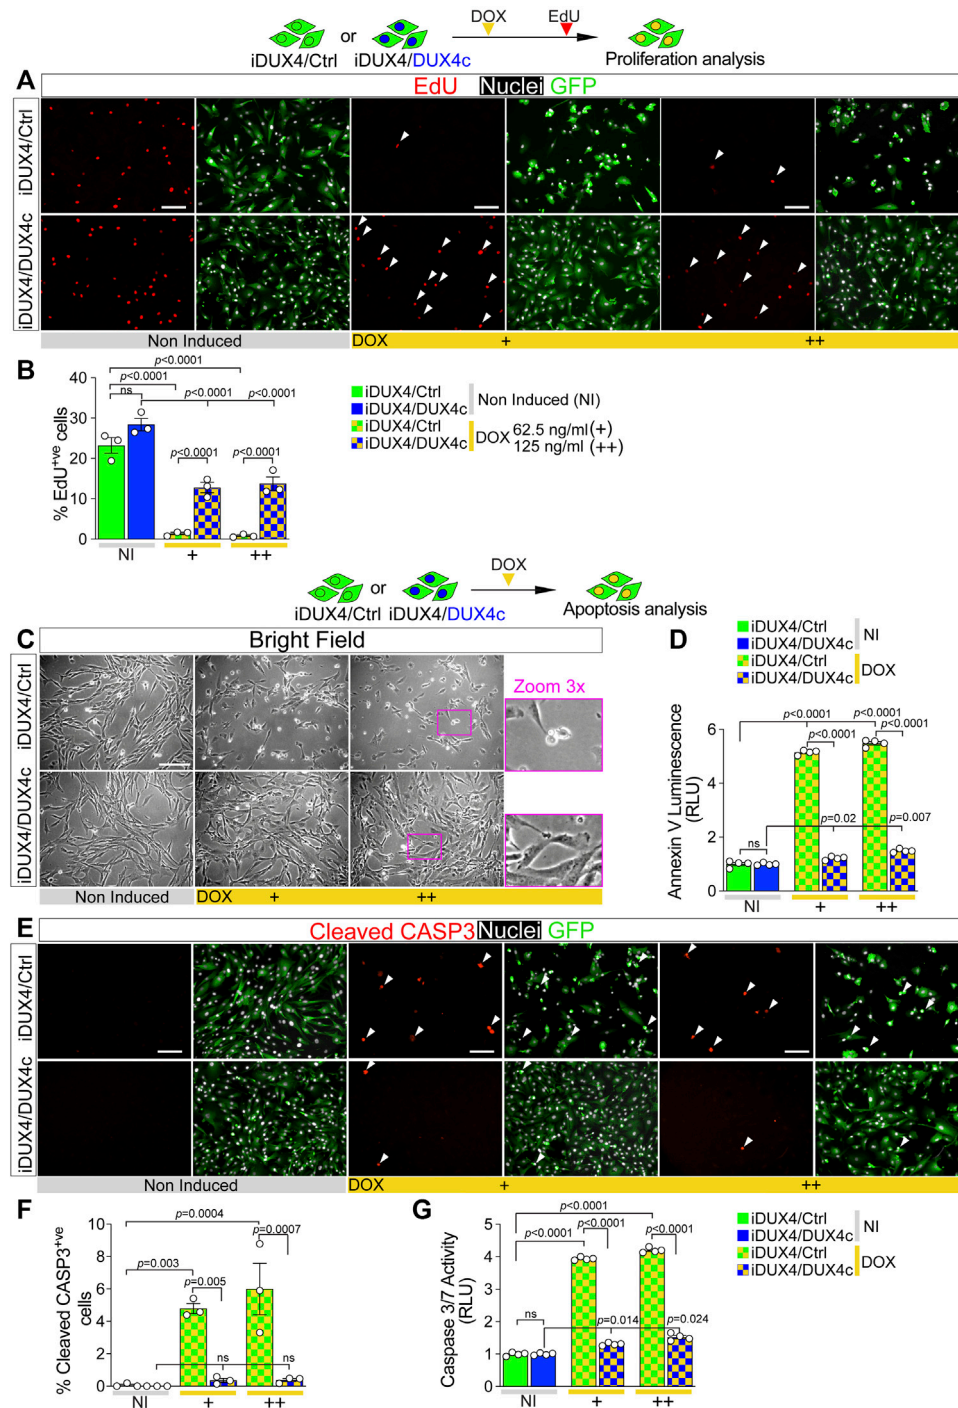 DOX EdU
or
iDUX4/Ctrl iDUX4/DUX4c Proliferation analysis
A
EdU Nuclei GFP
iDUX4/Ctrl
iDUX4/DUX4c
Non Induced DOX + ++
B
p<0.0001
p<0.0001
ns p<0.0001 p<0.0001
p<0.0001 p<0.0001
% EdU+ve cells
40
30
20
10
0
NI + ++
iDUX4/Ctrl
iDUX4/DUX4c
Non Induced (NI)
iDUX4/Ctrl
iDUX4/DUX4c
DOX 62.5 ng/ml (+)
125 ng/ml (++)
DOX
or
iDUX4/Ctrl iDUX4/DUX4c Apoptosis analysis
C
Bright Field
iDUX4/Ctrl
iDUX4/DUX4c
Zoom 3x
Non Induced DOX + ++
D
iDUX4/Ctrl
iDUX4/DUX4c
NI
iDUX4/Ctrl
iDUX4/DUX4c
DOX
p<0.0001 p<0.0001
p<0.0001 p<0.0001
ns p=0.02 p=0.007
Annexin V Luminescence
(RLU)
6
4
2
0
NI + ++
E
Cleaved CASP3 Nuclei GFP
iDUX4/Ctrl
iDUX4/DUX4c
Non Induced DOX + ++
F
p=0.0004
p=0.0007
p=0.003
p=0.005
ns ns
% Cleaved CASP3+ve
cells
10
8
6
4
2
0
NI + ++
G
p<0.0001
p<0.0001 p<0.0001 p<0.0001
ns p=0.014 p=0.024
Caspase 3/7 Activity
(RLU)
5
4
3
2
1
0
NI + ++
iDUX4/Ctrl
iDUX4/DUX4c
NI
iDUX4/Ctrl
iDUX4/DUX4c
DOX